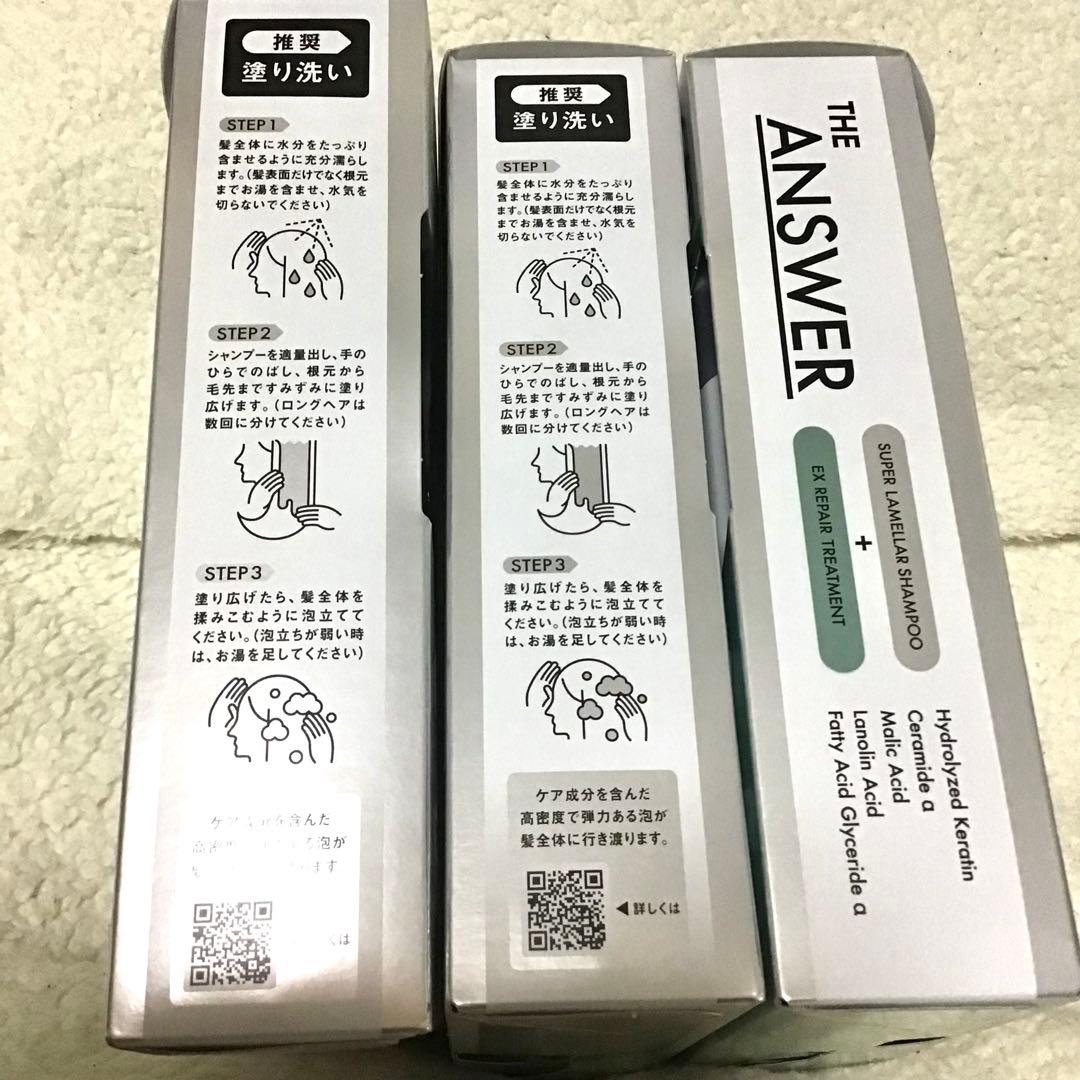 推奨
塗り洗い
STEP1
髪全体に水分をたっぷり
含ませるように充分濡らし
ます。(髪表面だけでなく根元
までお湯を含ませ、水気を
切らないでください)
STEP2
シャンプーを適量出し、手の
ひらでのばし、根元から
毛先まですみずみに塗り
広げます。(ロングヘアは
数回に分けてください)
STEP3
塗り広げたら、髪全体を
揉みこむように泡立てて
ください。(泡立ちが弱い時
は、お湯を足してください)
を含んだ
高密
る泡が
ます
くは
推奨
塗り洗い
STEP1
髪全体に水分をたっぷり
含ませるように充分濡らし
ます。(髪表面だけでなく根元
までお湯を含ませ、水気を
切らないでください)
STEP2
シャンプーを適量出し、手の
ひらでのばし、根元から
毛先まですみずみに塗り
広げます。(ロングヘアは
数回に分けてください)
STEP3
塗り広げたら、髪全体を
揉みこむように泡立てて
ください。(泡立ちが弱い時
は、お湯を足してください)
ケア成分を含んだ
高密度で弾力ある泡が
髪全体に行き渡ります。
◀詳しくは
THE
ANSWER
SUPER LAMELLAR SHAMPOO
+
EX REPAIR TREATMENT
Hydrolyzed Keratin
Ceramide α
Malic Acid
Lanolin Acid
Fatty Acid Glyceride α